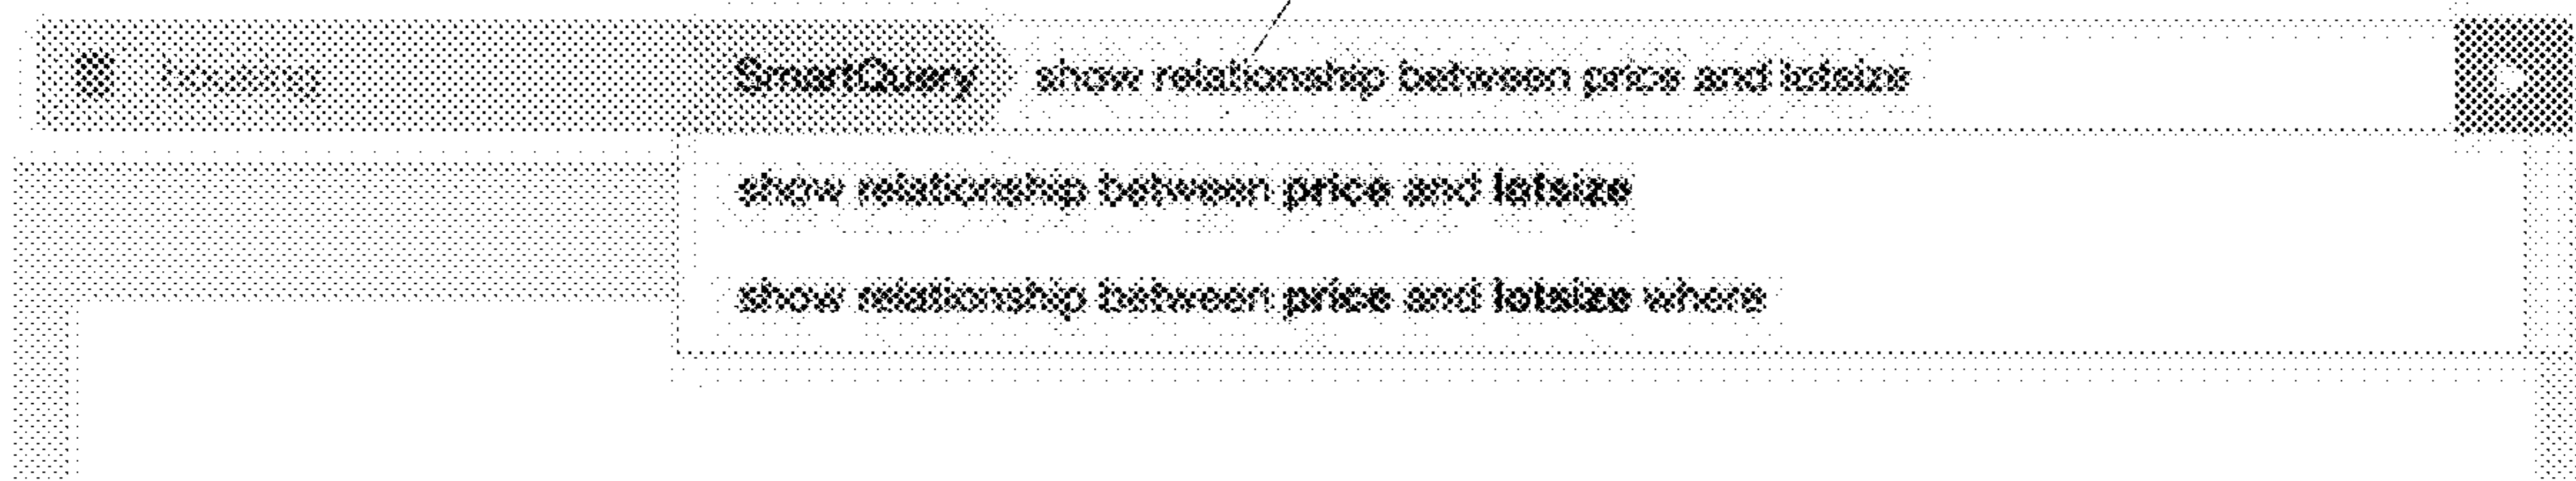 housing SmartQuery show relationship between price and lotsize
show relationship between price and lotsize
show relationship between price and lotsize where